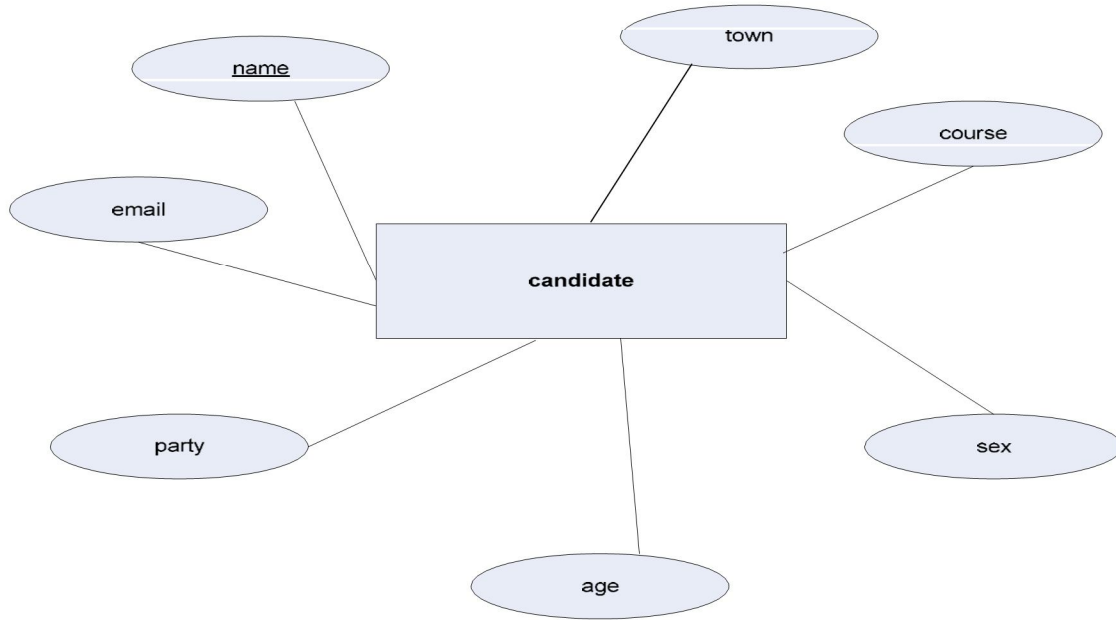 town
name
course
email
candidate
party
sex
age